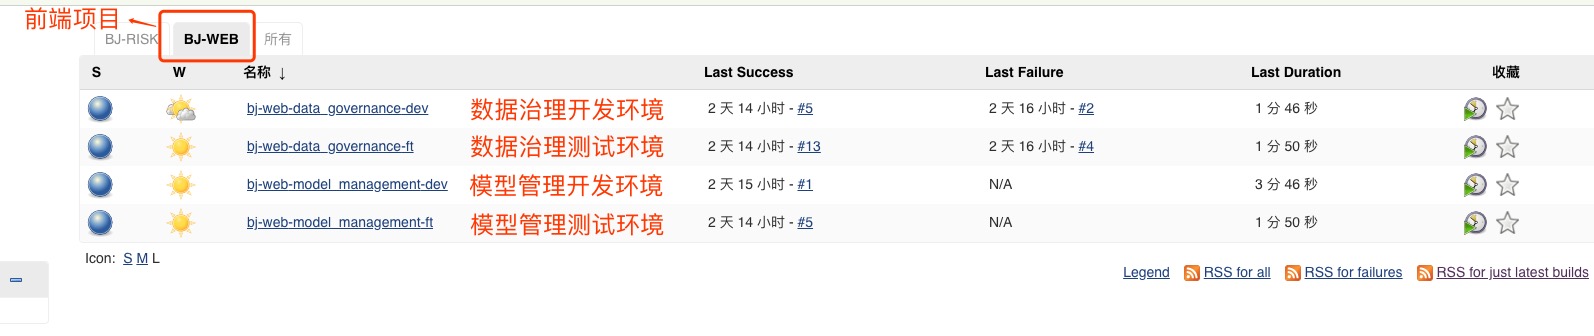 前端项目
BJ-RISK BJ-WEB 所有
S W 名称 ↓ Last Success Last Failure Last Duration 收藏
bj-web-data_governance-dev 数据治理开发环境 2 天 14 小时 - #5 2 天 16 小时 - #2 1 分 46 秒
bj-web-data_governance-ft 数据治理测试环境 2 天 14 小时 - #13 2 天 16 小时 - #4 1 分 50 秒
bj-web-model_management-dev 模型管理开发环境 2 天 15 小时 - #1 N/A 3 分 46 秒
bj-web-model_management-ft 模型管理测试环境 2 天 14 小时 - #5 N/A 1 分 50 秒
Icon: S M L
Legend RSS for all RSS for failures RSS for just latest builds